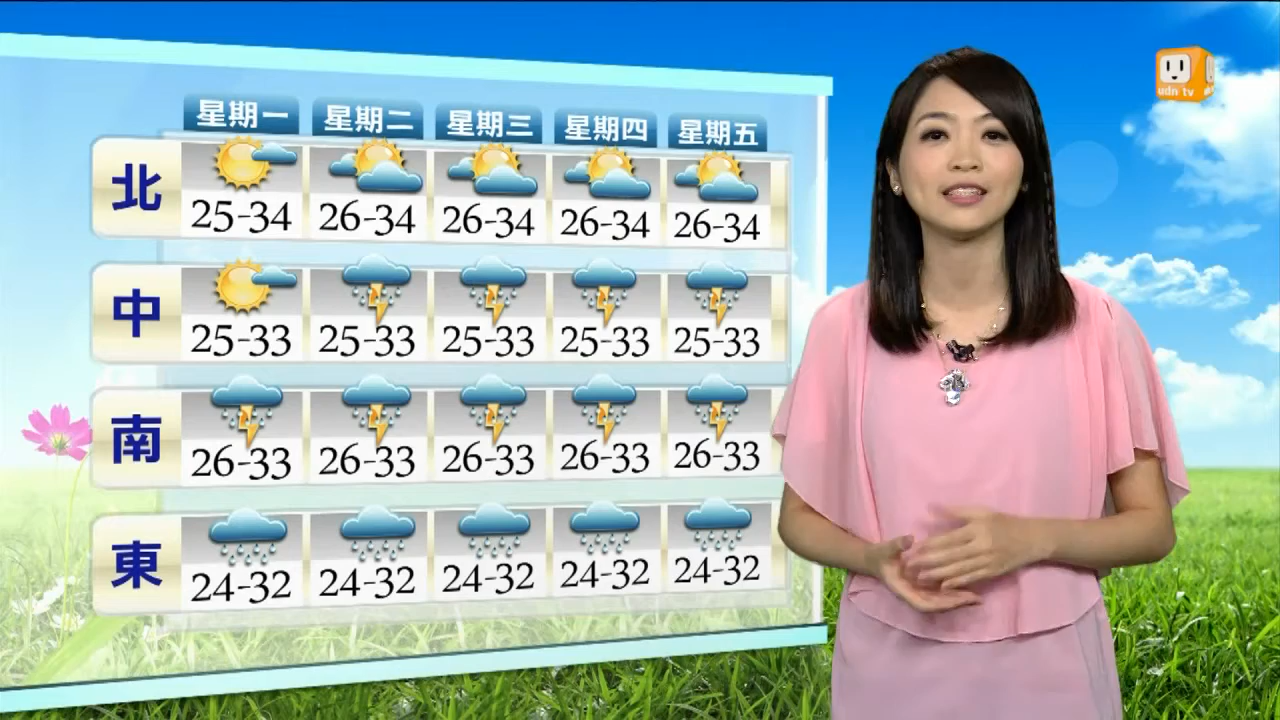 星期一 星期二 星期三 星期四 星期五
北 25-34 26-34 26-34 26-34 26-34
中 25-33 25-33 25-33 25-33 25-33
南 26-33 26-33 26-33 26-33 26-33
東 24-32 24-32 24-32 24-32 24-32
udn tv